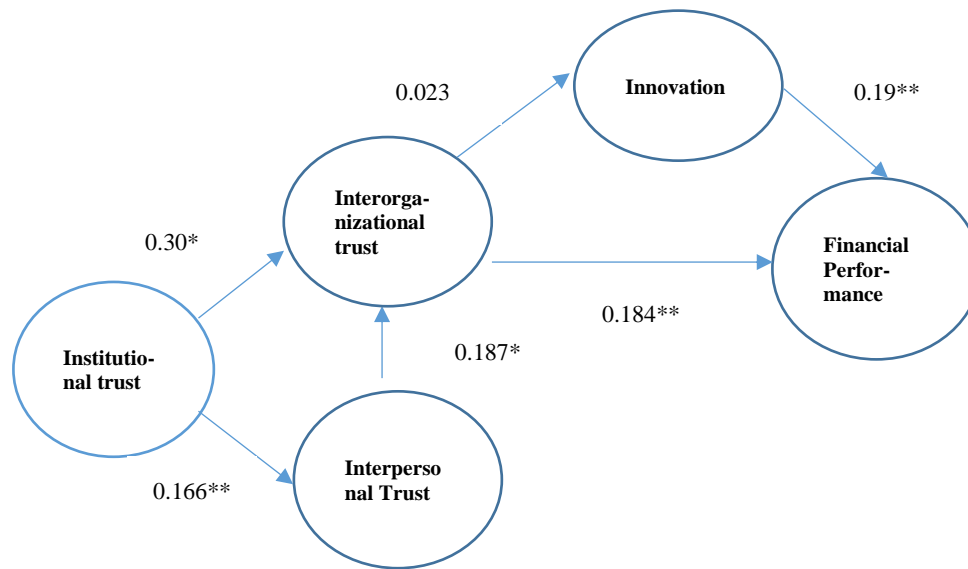 0.023
Innovation
0.19**
Interorga-
nizational
trust
0.30*
Financial
Perfor-
mance
0.184**
Institutio-
nal trust
0.187*
Interperso
nal Trust
0.166**